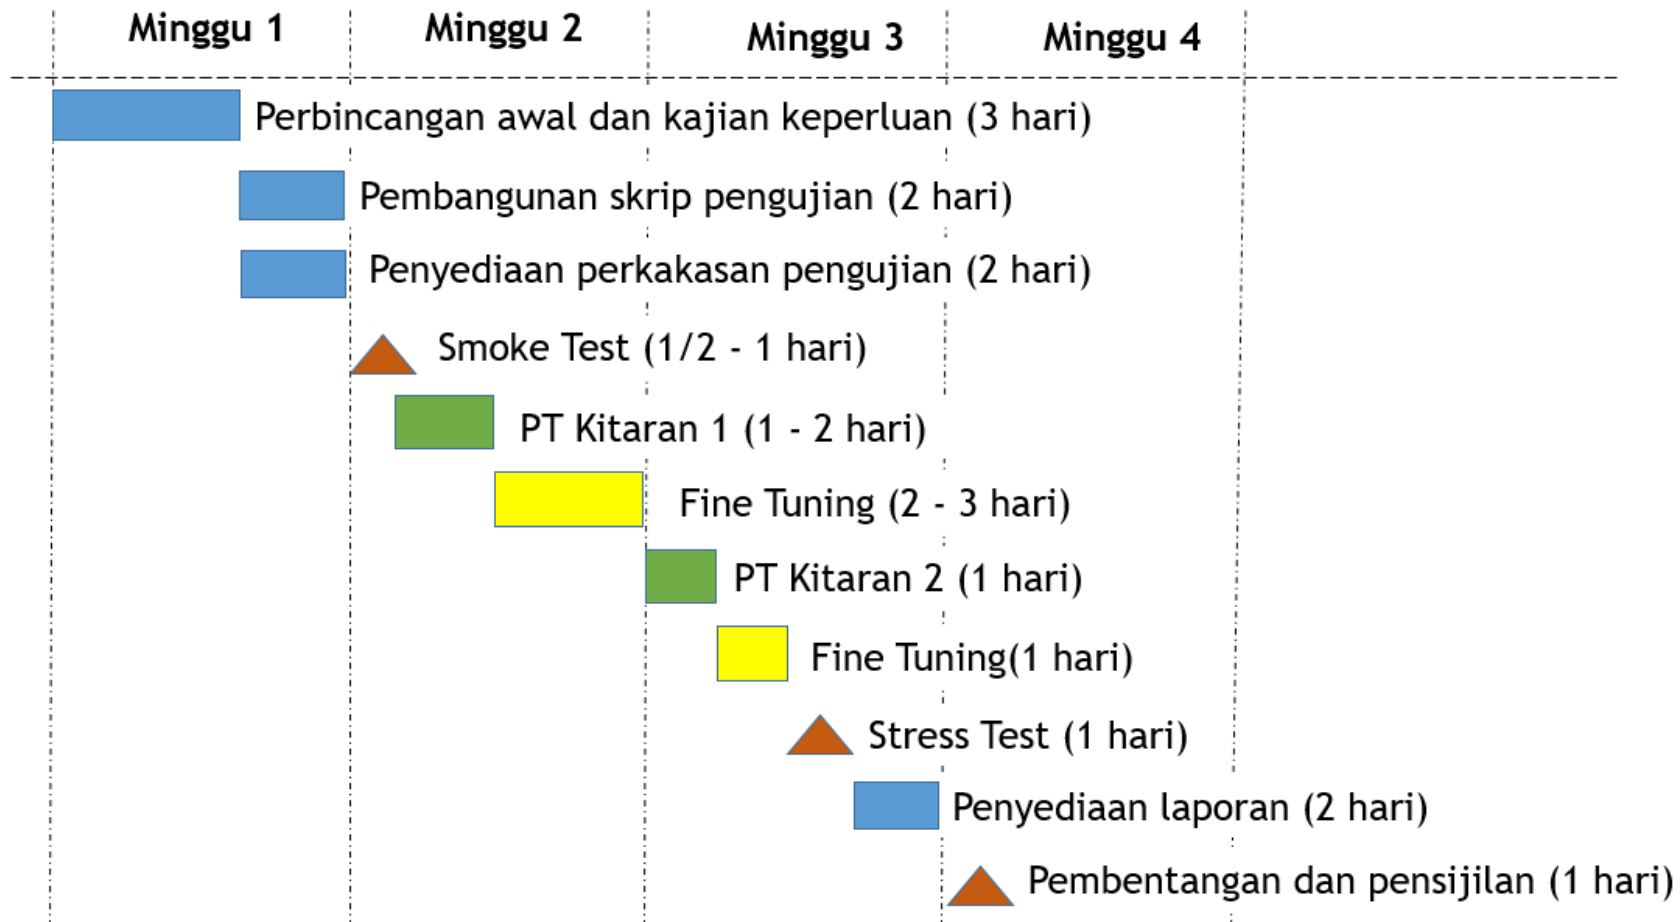 Minggu 1
Minggu 2
Minggu 3
Minggu 4
Perbincangan awal dan kajian keperluan (3 hari)
Pembangunan skrip pengujian (2 hari)
Penyediaan perkakasan pengujian (2 hari)
Smoke Test (1/2 - 1 hari)
PT Kitaran 1 (1 - 2 hari)
Fine Tuning (2 - 3 hari)
PT Kitaran 2 (1 hari)
Fine Tuning(1 hari)
Stress Test (1 hari)
Penyediaan laporan (2 hari)
Pembentangan dan pensijilan (1 hari)